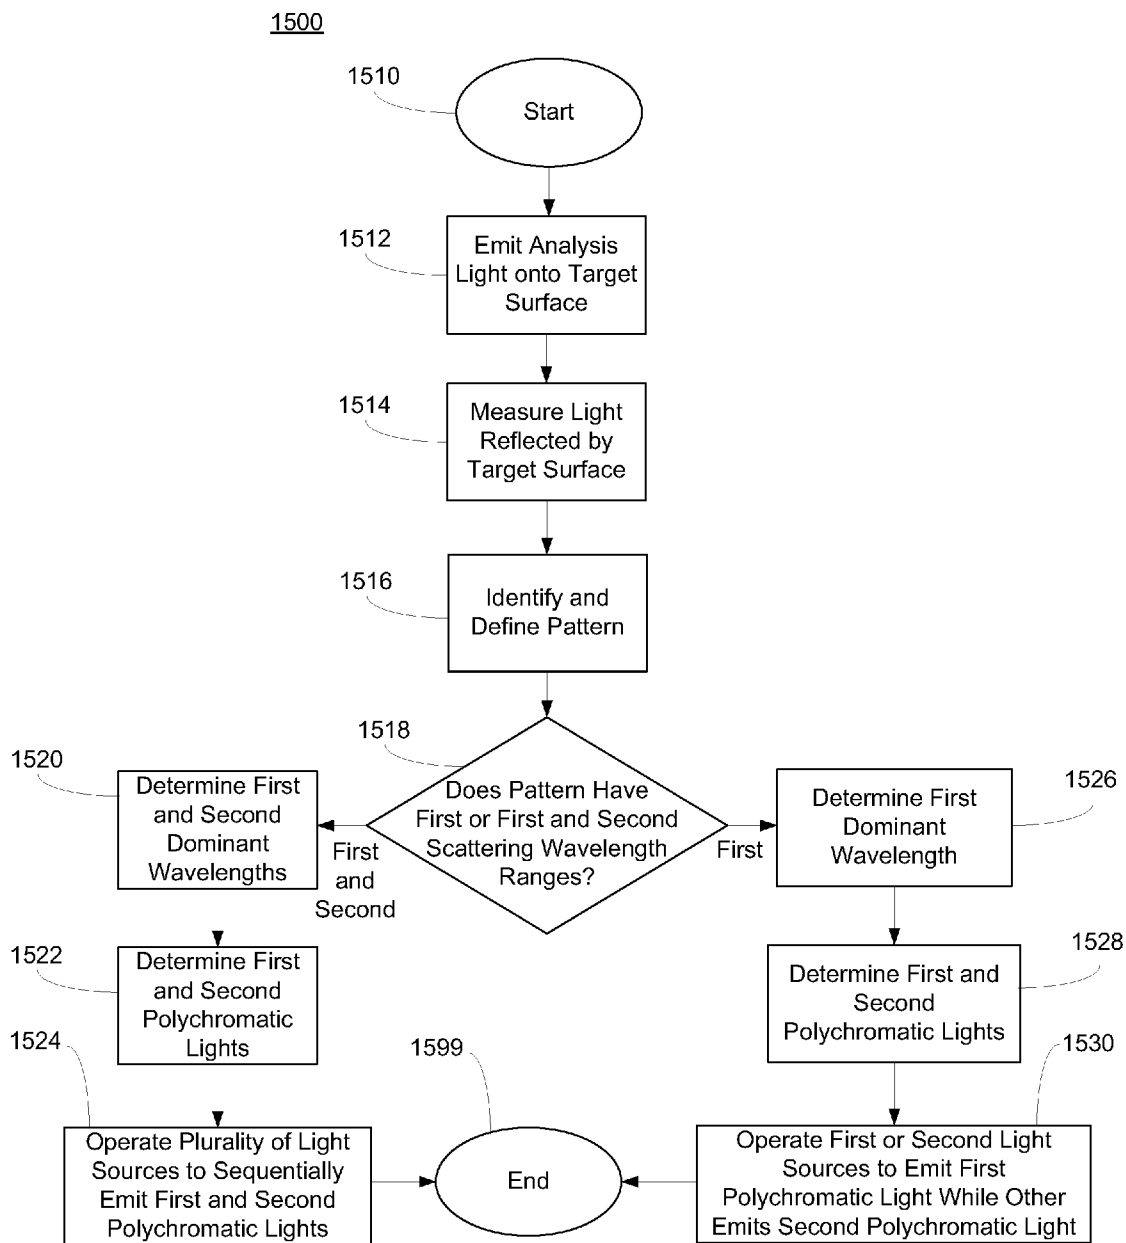 1500
1510
Start
1512
Emit Analysis
Light onto Target
Surface
1514
Measure Light
Reflected by
Target Surface
1516
Identify and
Define Pattern
1518
Does Pattern Have
First or First and Second
Scattering Wavelength
Ranges?
First
and
Second
First
1520
Determine First
and Second
Dominant
Wavelengths
1522
Determine First
and Second
Polychromatic
Lights
1524
Operate Plurality of Light
Sources to Sequentially
Emit First and Second
Polychromatic Lights
1526
Determine First
Dominant
Wavelength
1528
Determine First and
Second
Polychromatic Lights
1530
Operate First or Second Light
Sources to Emit First
Polychromatic Light While Other
Emits Second Polychromatic Light
1599
End